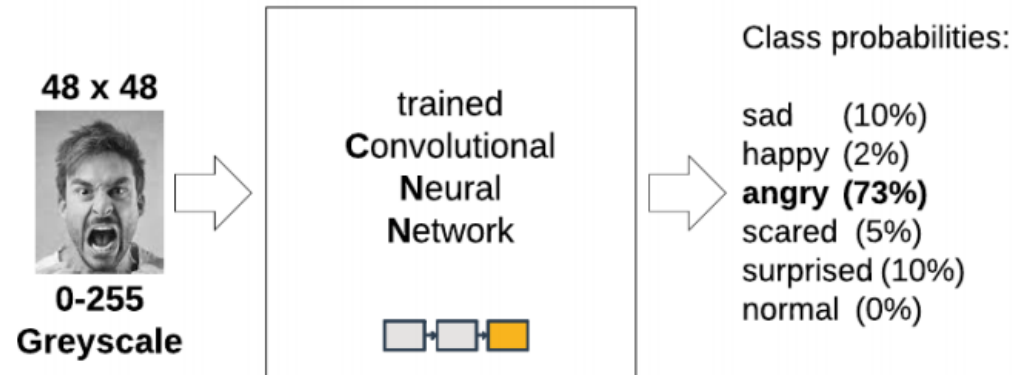 48 x 48
0-255
Greyscale
trained
Convolutional
Neural
Network
Class probabilities:
sad (10%)
happy (2%)
angry (73%)
scared (5%)
surprised (10%)
normal (0%)